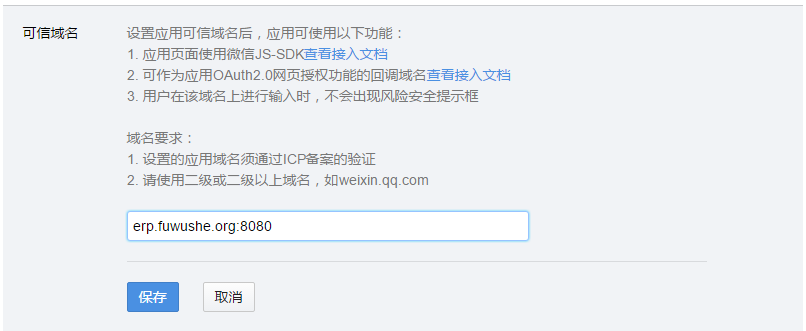 可信域名
设置应用可信域名后，应用可使用以下功能：
1. 应用页面使用微信JS-SDK查看接入文档
2. 可作为应用OAuth2.0网页授权功能的回调域名查看接入文档
3. 用户在该域名上进行输入时，不会出现风险安全提示框
域名要求：
1. 设置的应用域名须通过ICP备案的验证
2. 请使用二级或二级以上域名，如weixin.qq.com
erp.fuwushe.org:8080
保存 取消